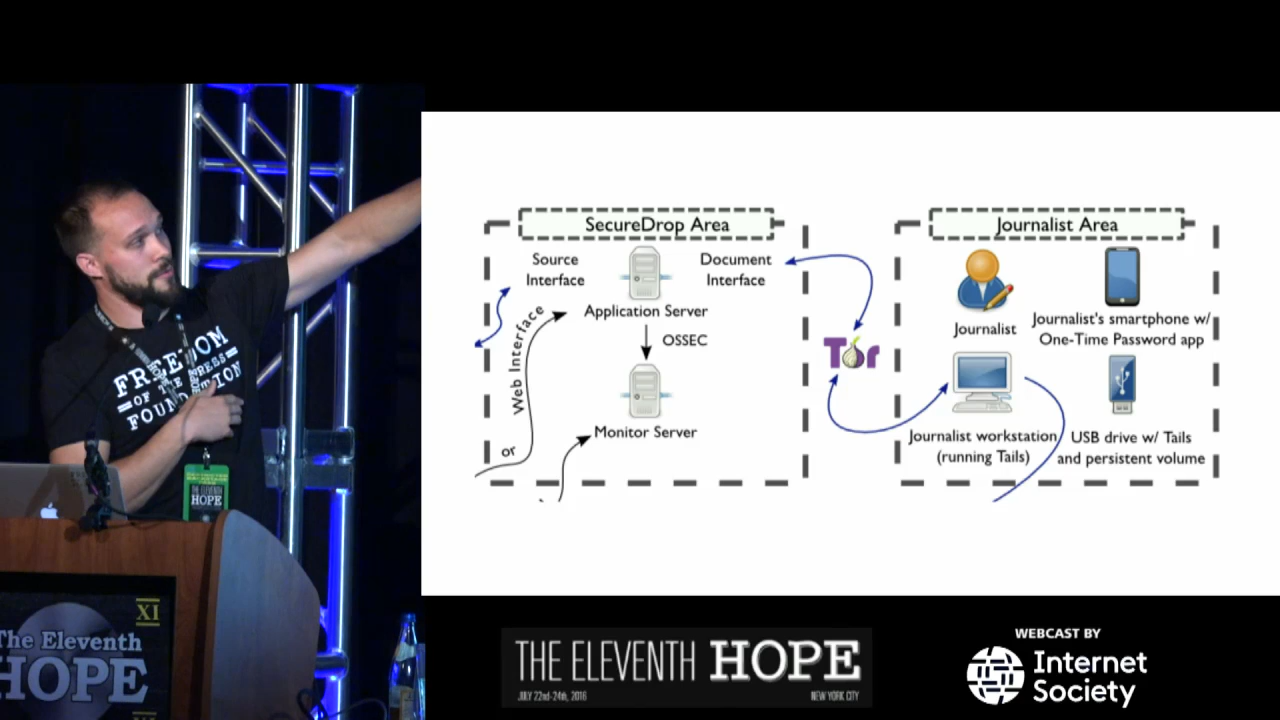 FREEDOM
OF THE PRESS
FOUNDATION
THE ELEVENTH
HOPE
XI
The Eleventh
HOPE
SecureDrop Area
Source
Interface
Document
Interface
Application Server
Web Interface
or
OSSEC
Monitor Server
Tor
Journalist Area
Journalist
Journalist's smartphone w/
One-Time Password app
Journalist workstation
(running Tails)
USB drive w/ Tails
and persistent volume
THE ELEVENTH HOPE
JULY 22nd-24th, 2016
NEW YORK CITY
WEBCAST BY
Internet
Society